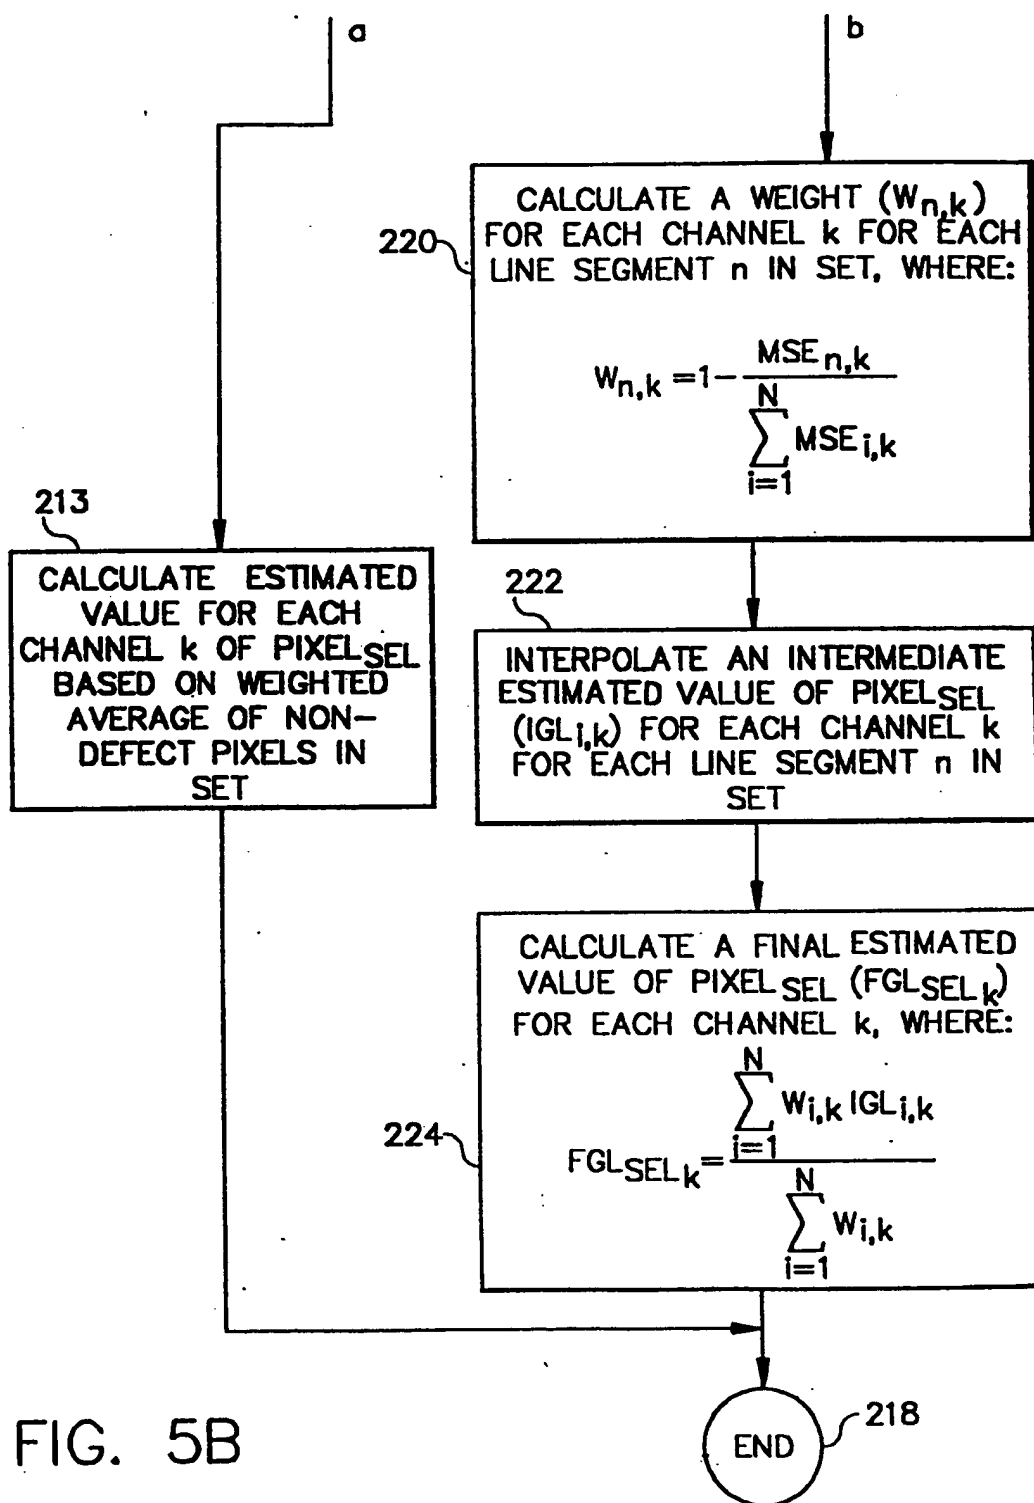 a
b
CALCULATE A WEIGHT (Wn,k)
FOR EACH CHANNEL k FOR EACH
LINE SEGMENT n IN SET, WHERE:
220
Wn,k =1- MSEn,k
N
∑ MSEi,k
i=1
213
CALCULATE ESTIMATED
VALUE FOR EACH
CHANNEL k OF PIXELSEL
BASED ON WEIGHTED
AVERAGE OF NON-
DEFECT PIXELS IN
SET
222
INTERPOLATE AN INTERMEDIATE
ESTIMATED VALUE OF PIXELSEL
(IGLi,k) FOR EACH CHANNEL k
FOR EACH LINE SEGMENT n IN
SET
CALCULATE A FINAL ESTIMATED
VALUE OF PIXELSEL (FGLSELk)
FOR EACH CHANNEL k, WHERE:
N
∑ Wi,k IGLi,k
i=1
224
FGLSELk=
N
∑ Wi,k
i=1
218
END
FIG. 5B